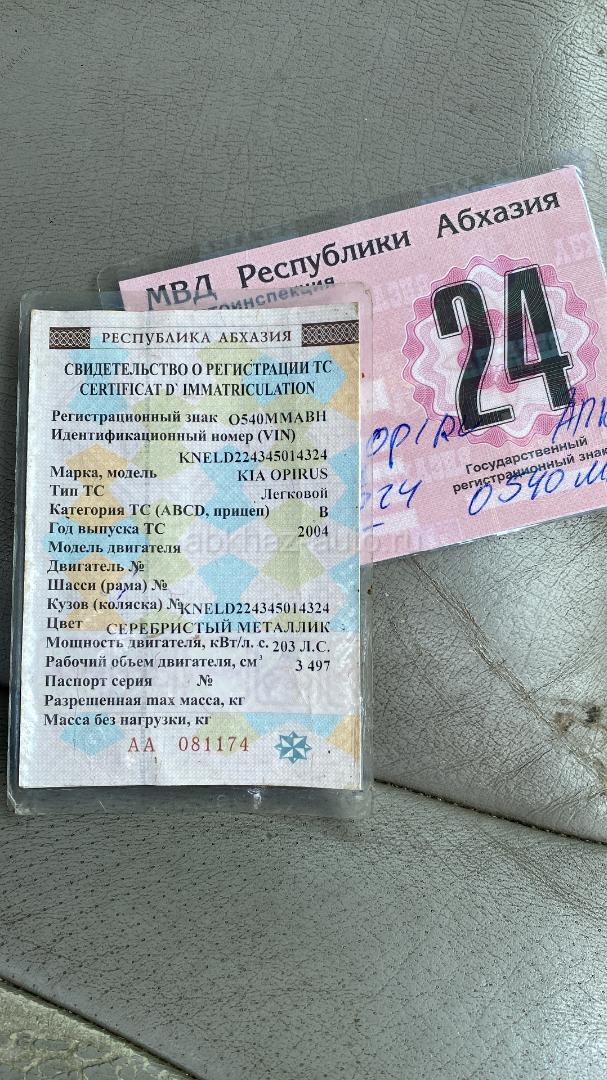 МВД Республики Абхазия
24
Государственный
регистрационный знак
РЕСПУБЛИКА АБХАЗИЯ
СВИДЕТЕЛЬСТВО О РЕГИСТРАЦИИ ТС
CERTIFICAT D` IMMATRICULATION
Регистрационный знак О540ММАВН
Идентификационный номер (VIN)
KNELD224345014324
Марка, модель KIA OPIRUS
Тип ТС Легковой
Категория ТС (ABCD, прицеп) B
Год выпуска ТС 2004
Модель двигателя
Двигатель №
Шасси (рама) №
Кузов (коляска) № KNELD224345014324
Цвет СЕРЕБРИСТЫЙ МЕТАЛЛИК
Мощность двигателя, кВт/л. с. 203 Л.С.
Рабочий объем двигателя, см³ 3 497
Паспорт серия №
Разрешенная max масса, кг
Масса без нагрузки, кг
АА 081174
abkhaz-auto.ru